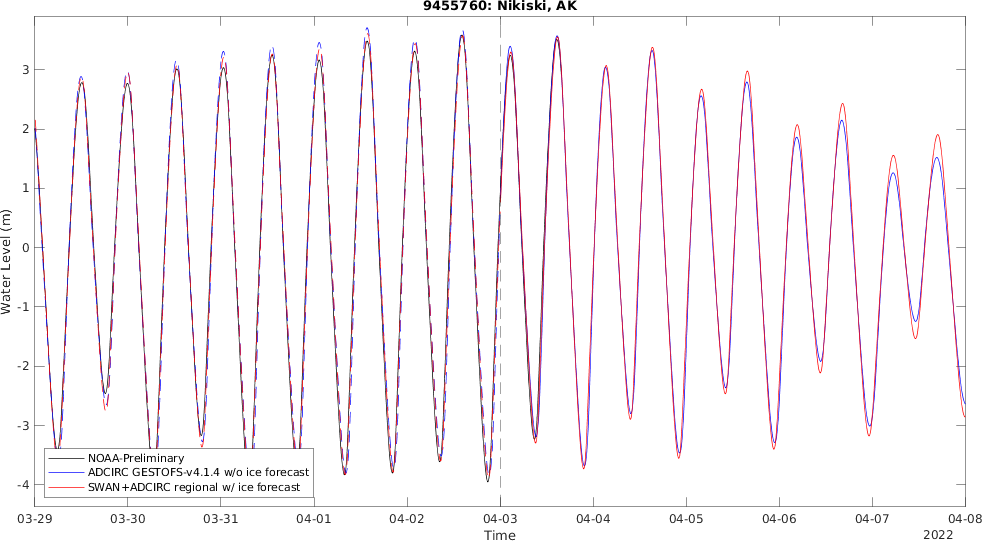 9455760: Nikiski, AK
Water Level (m)
3
2
1
0
-1
-2
-3
-4
NOAA-Preliminary
ADCIRC GESTOFS-v4.1.4 w/o ice forecast
SWAN+ADCIRC regional w/ ice forecast
03-29 03-30 03-31 04-01 04-02 04-03 04-04 04-05 04-06 04-07 04-08
Time
2022